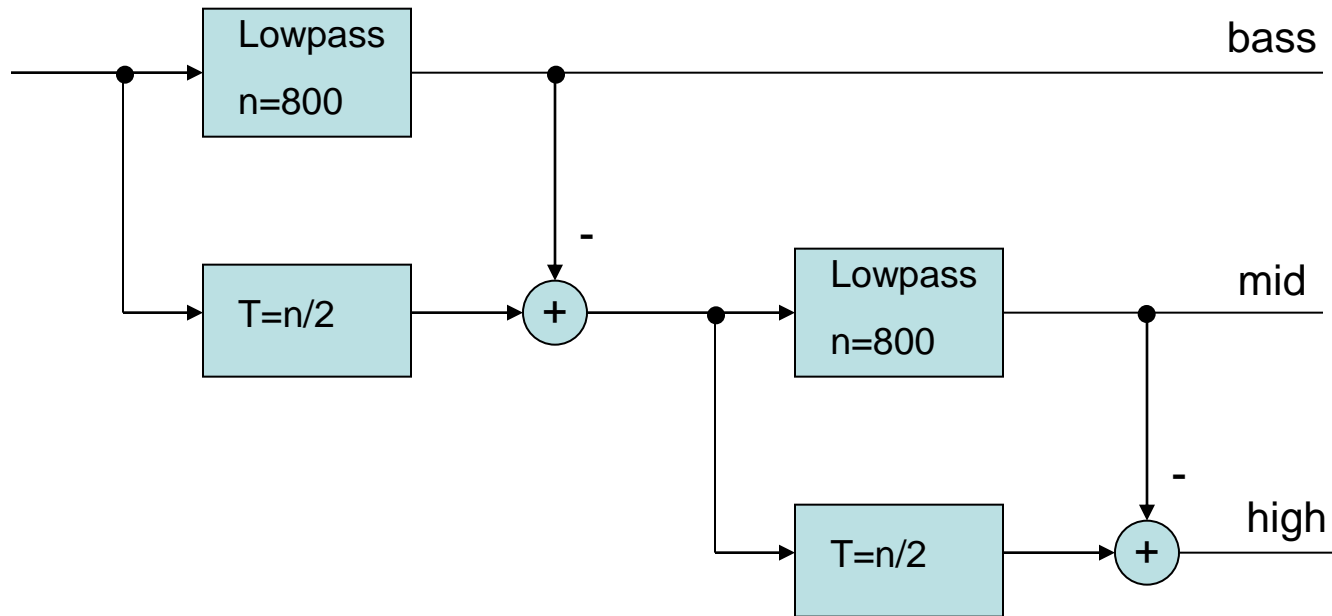 Lowpass
n=800
bass
-
T=n/2
+
Lowpass
n=800
mid
-
T=n/2
+
high